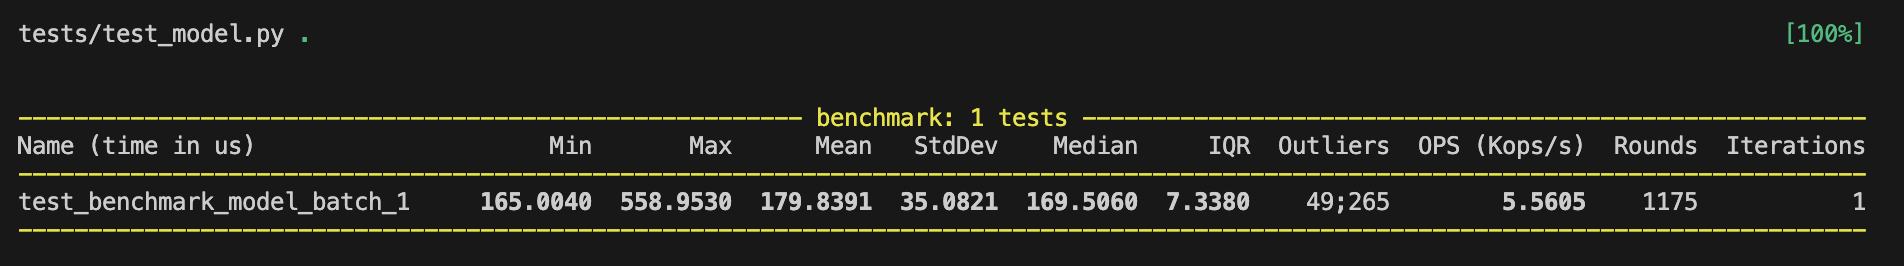 tests/test_model.py . [100%]
benchmark: 1 tests
Name (time in us) Min Max Mean StdDev Median IQR Outliers OPS (Kops/s) Rounds Iterations
test_benchmark_model_batch_1 165.0040 558.9530 179.8391 35.0821 169.5060 7.3380 49;265 5.5605 1175 1